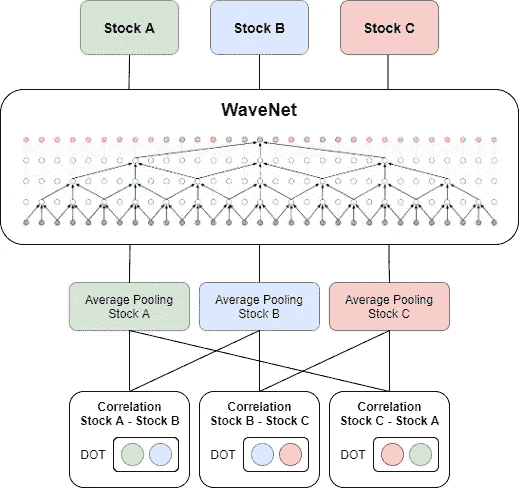 Stock A
Stock B
Stock C
WaveNet
Average Pooling
Stock A
Average Pooling
Stock B
Average Pooling
Stock C
Correlation
Stock A - Stock B
DOT
Correlation
Stock B - Stock C
DOT
Correlation
Stock C - Stock A
DOT